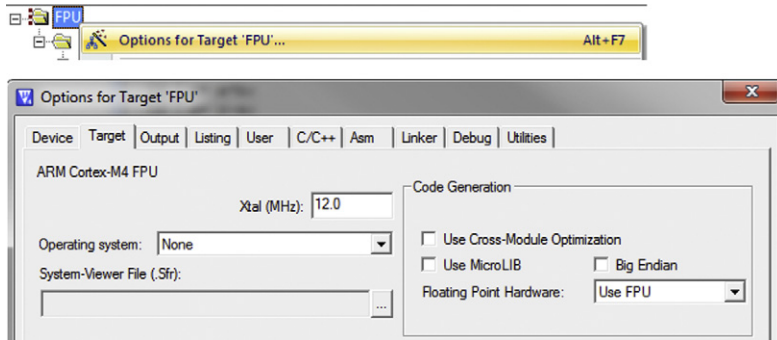 FPU
Options for Target 'FPU'... Alt+F7
Options for Target 'FPU'
Device Target Output Listing User C/C++ Asm Linker Debug Utilities
ARM Cortex-M4 FPU
Xtal (MHz): 12.0
Operating system: None
System-Viewer File (.Sfr):
...
Code Generation
Use Cross-Module Optimization
Use MicroLIB Big Endian
Floating Point Hardware: Use FPU